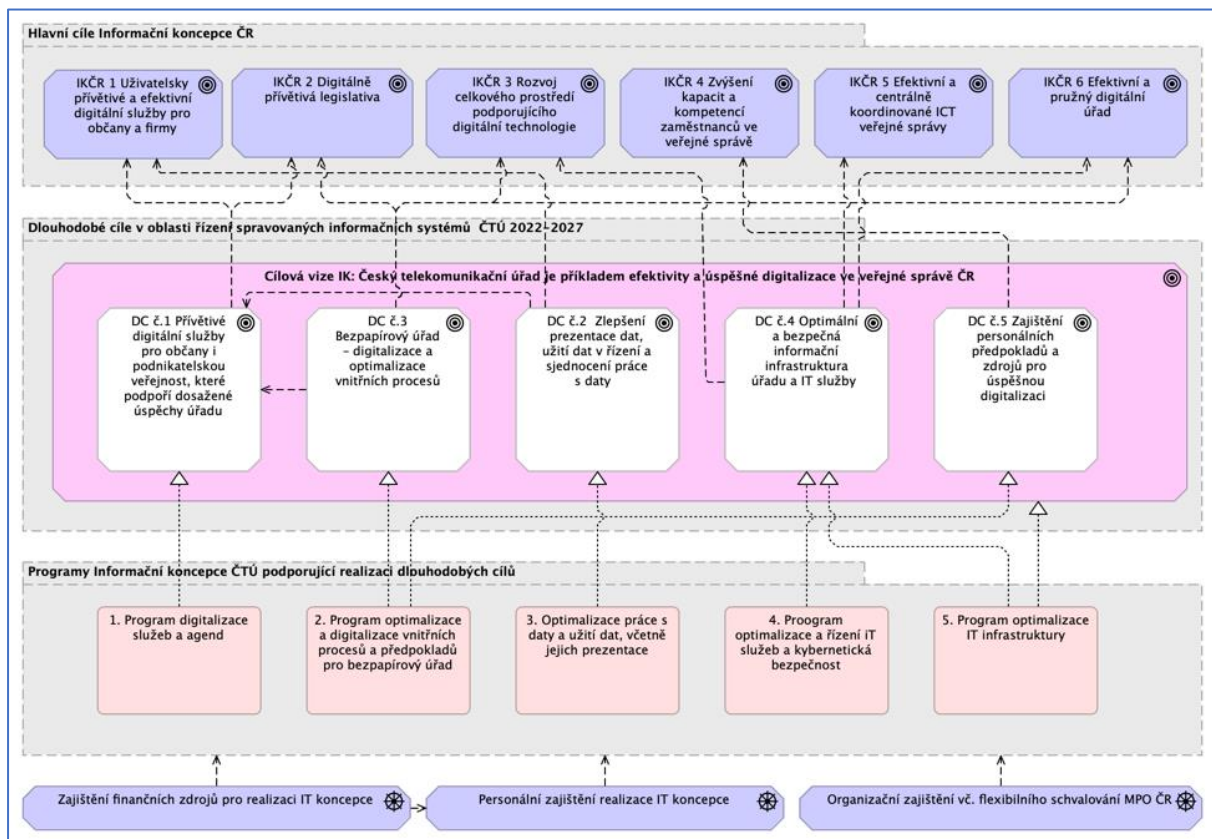 Hlavní cíle Informační koncepce ČR
IKČR 1 Uživatelsky
přívětivé a efektivní
digitální služby pro
občany a firmy
IKČR 2 Digitálně
přívětivá legislativa
IKČR 3 Rozvoj
celkového prostředí
podporujícího
digitální technologie
IKČR 4 Zvýšení
kapacit a
kompetencí
zaměstnanců ve
veřejné správě
IKČR 5 Efektivní a
centrálně
koordinované ICT
veřejné správy
IKČR 6 Efektivní a
pružný digitální
úřad
Dlouhodobé cíle v oblasti řízení spravovaných informačních systémů ČTÚ 2022-2027
Cílová vize IK: Český telekomunikační úřad je příkladem efektivity a úspěšné digitalizace ve veřejné správě ČR
DC č.1 Přívětivé
digitální služby
pro občany i
podnikatelskou
veřejnost, které
podpoří dosažené
úspěchy úřadu
DC č.3
Bezpapírový úřad
– digitalizace a
optimalizace
vnitřních procesů
DC č.2 Zlepšení
prezentace dat,
užití dat v řízení a
sjednocení práce
s daty
DC č.4 Optimální
a bezpečná
informační
infrastruktura
úřadu a IT služby
DC č.5 Zajištění
personálních
předpokladů a
zdrojů pro
úspěšnou
digitalizaci
Programy Informační koncepce ČTÚ podporující realizaci dlouhodobých cílů
1. Program digitalizace
služeb a agend
2. Program optimalizace
a digitalizace vnitřních
procesů a předpokladů
pro bezpapírový úřad
3. Optimalizace práce s
daty a užití dat, včetně
jejich prezentace
4. Proogram
optimalizace a řízení iT
služeb a kybernetická
bezpečnost
5. Program optimalizace
IT infrastruktury
Zajištění finančních zdrojů pro realizaci IT koncepce
Personální zajištění realizace IT koncepce
Organizační zajištění vč. flexibilního schvalování MPO ČR